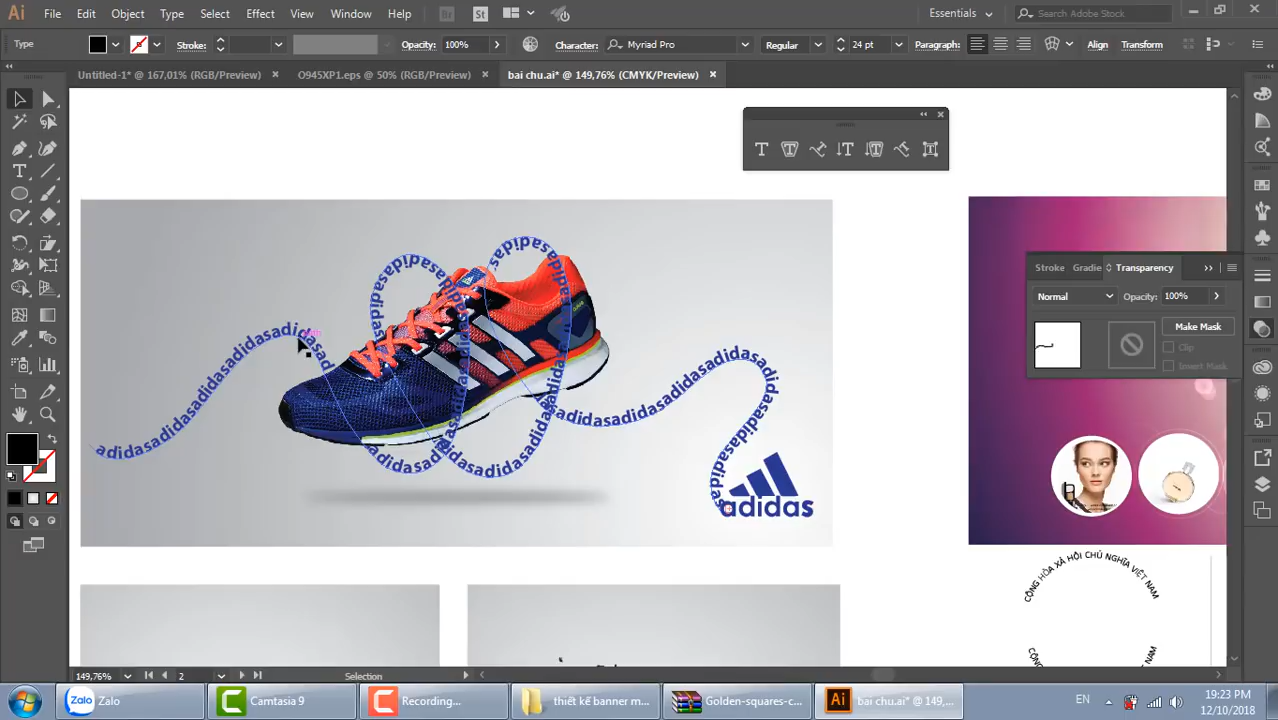 Ai File Edit Object Type Select Effect View Window Help Br St Essentials Search Adobe Stock
Type Stroke: Opacity: 100% Character: Myriad Pro Regular 24 pt Paragraph: Align Transform
Untitled-1* @ 167,01% (RGB/Preview) × O945XP1.eps @ 50% (RGB/Preview) × bai chu.ai* @ 149,76% (CMYK/Preview) ×
adidasadidasadidasadidasadidasad
adidasadidasadidas
adidas
Stroke Gradie Transparency
Normal Opacity: 100%
Make Mask
Clip
Invert Mask
CỘNG HÒA XÃ HỘI CHỦ NGHĨA VIỆT NAM
149,76% 2 Selection
Zalo Camtasia 9 Recording... thiết kế banner m... Golden-squares-c... bai chu.ai* @ 149,... EN 19:23 PM
12/10/2018